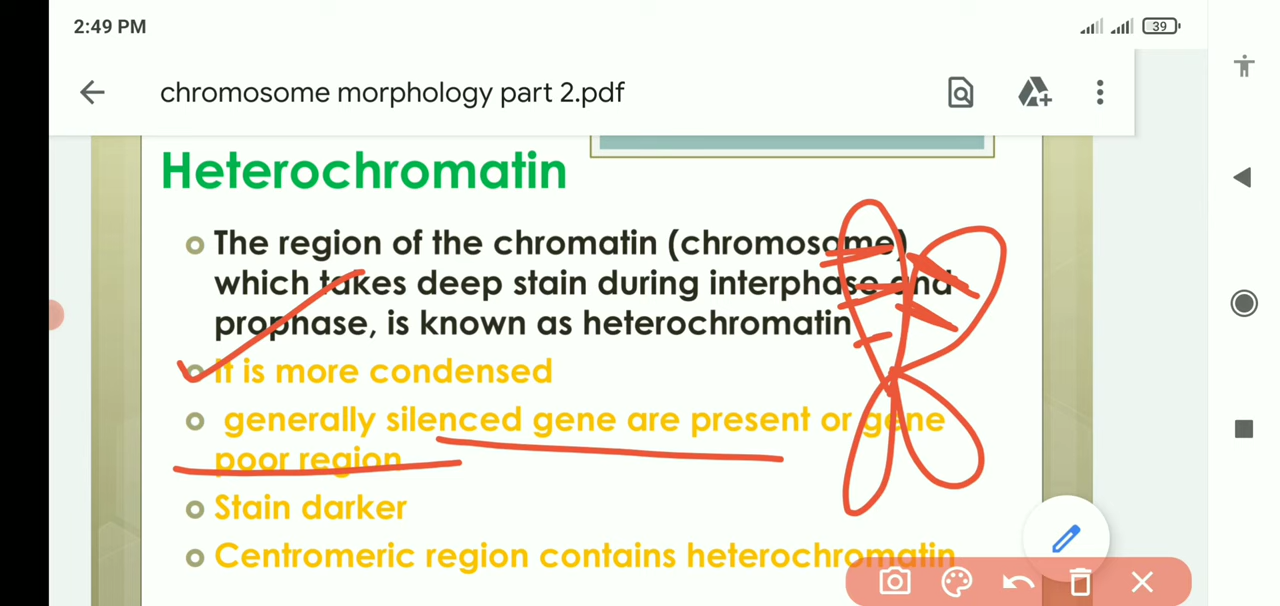 2:49 PM
39
chromosome morphology part 2.pdf
Heterochromatin
The region of the chromatin (chromosome)
which takes deep stain during interphase and
prophase, is known as heterochromatin
It is more condensed
generally silenced gene are present or gene
poor region
Stain darker
Centromeric region contains heterochromatin